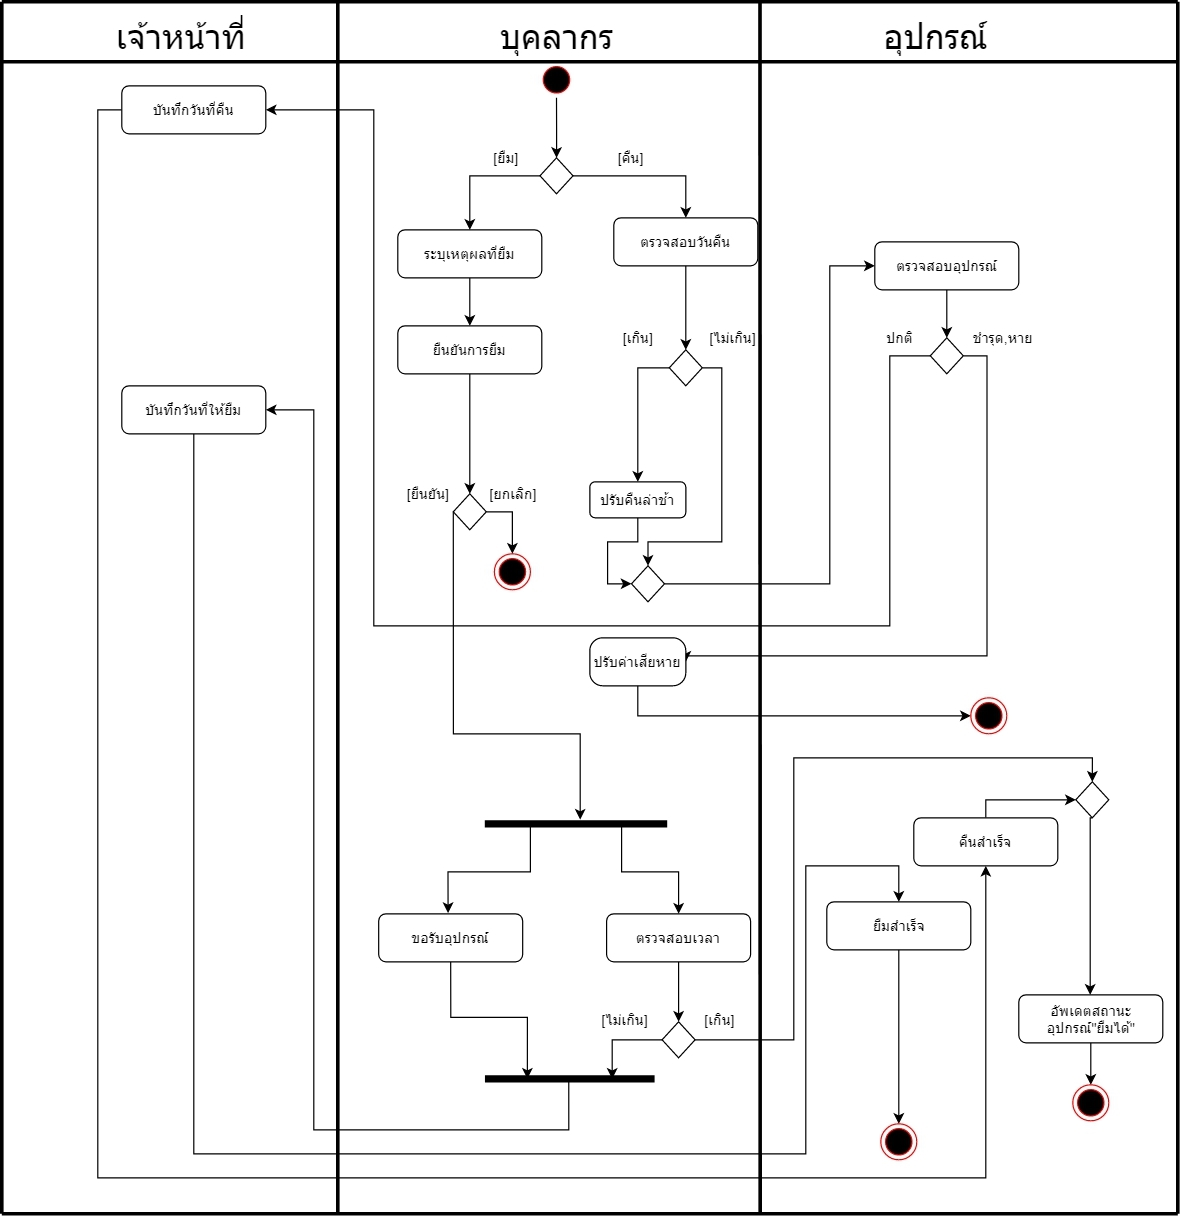 เจ้าหน้าที่
บุคลากร
อุปกรณ์
บันทึกวันที่คืน
[ยืม]
[คืน]
ระบุเหตุผลที่ยืม
ตรวจสอบวันคืน
ตรวจสอบอุปกรณ์
ยืนยันการยืม
[เกิน]
[ไม่เกิน]
ปกติ
ชำรุด,หาย
บันทึกวันที่ให้ยืม
[ยืนยัน]
[ยกเลิก]
ปรับคืนล่าช้า
ปรับค่าเสียหาย
คืนสำเร็จ
ขอรับอุปกรณ์
ตรวจสอบเวลา
ยืมสำเร็จ
[ไม่เกิน]
[เกิน]
อัพเดตสถานะ
อุปกรณ์"ยืมได้"